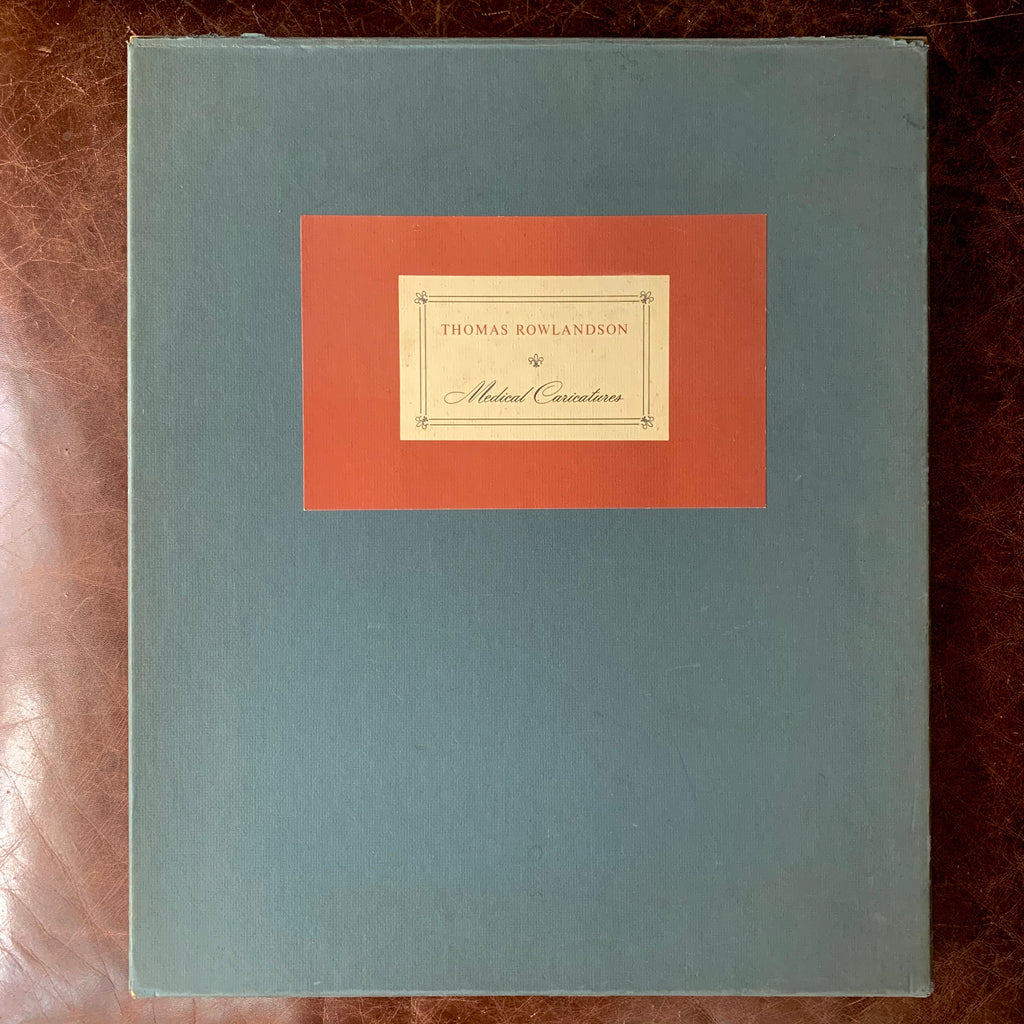 THOMAS ROWLANDSON
Medical Caricatures